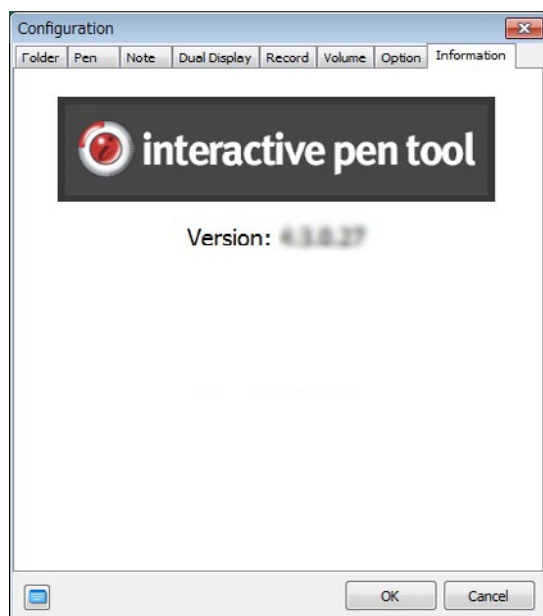 Configuration
Folder Pen Note Dual Display Record Volume Option Information
interactive pen tool
Version:
OK Cancel